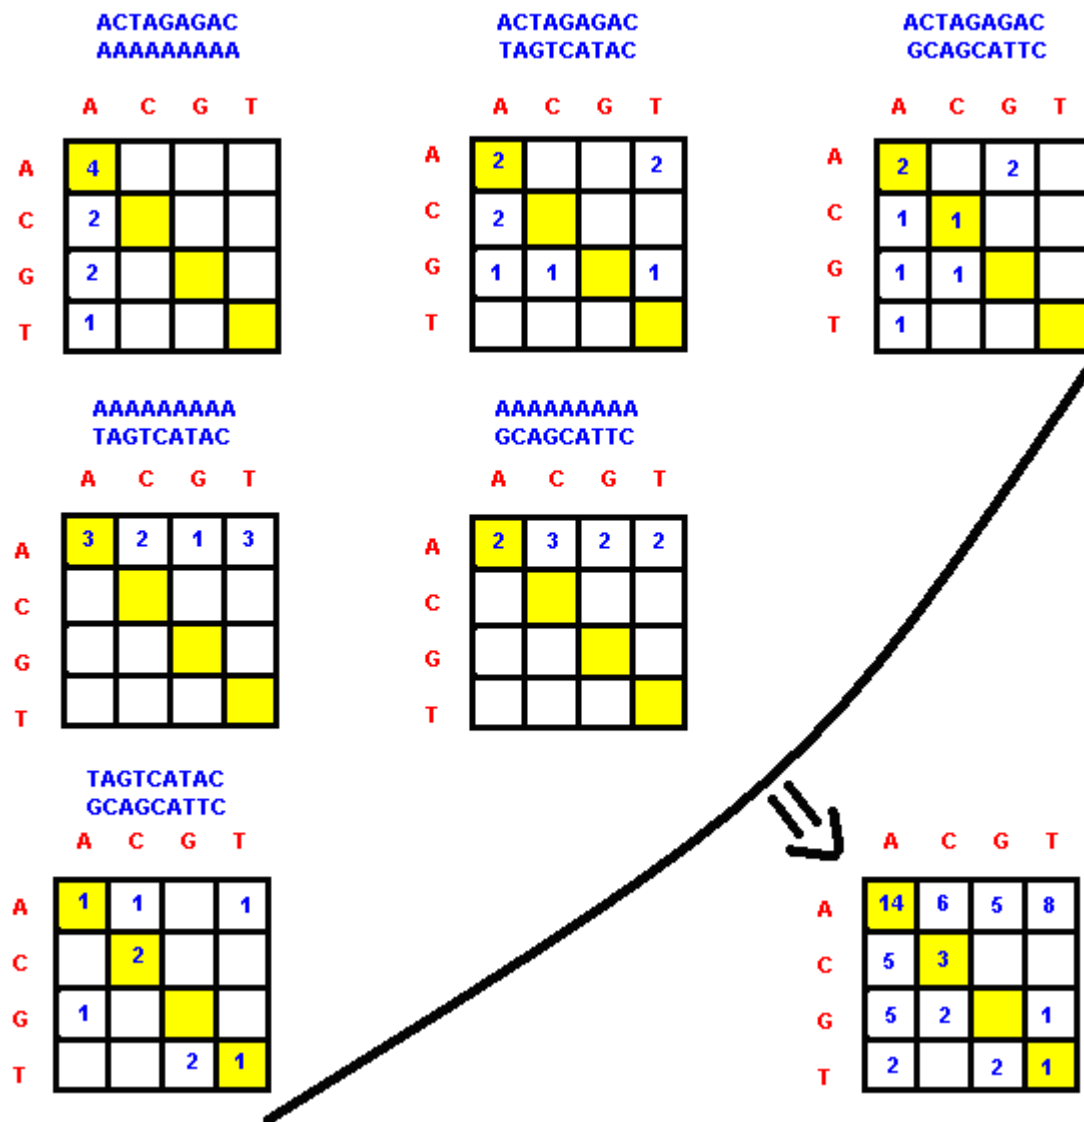 ACTAGAGAC
AAAAAAAAA
A C G T
A 4
C 2
G 2
T 1
ACTAGAGAC
TAGTCATAC
A C G T
A 2 2
C 2
G 1 1 1
T
ACTAGAGAC
GCAGCATTC
A C G T
A 2 2
C 1 1
G 1 1
T 1
AAAAAAAAA
TAGTCATAC
A C G T
A 3 2 1 3
C
G
T
AAAAAAAAA
GCAGCATTC
A C G T
A 2 3 2 2
C
G
T
TAGTCATAC
GCAGCATTC
A C G T
A 1 1 1
C 2
G 1
T 2 1
A C G T
A 14 6 5 8
C 5 3
G 5 2 1
T 2 2 1